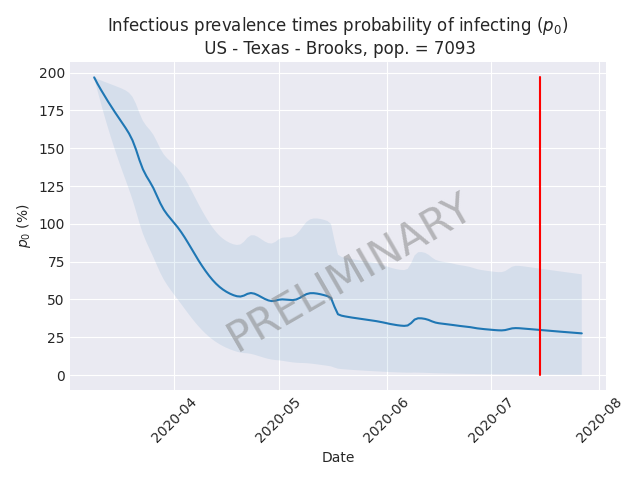 Infectious prevalence times probability of infecting (p₀)
US - Texas - Brooks, pop. = 7093
200
175
150
125
100
75
50
25
0
p₀ (%)
PRELIMINARY
2020-04
2020-05
2020-06
2020-07
2020-08
Date